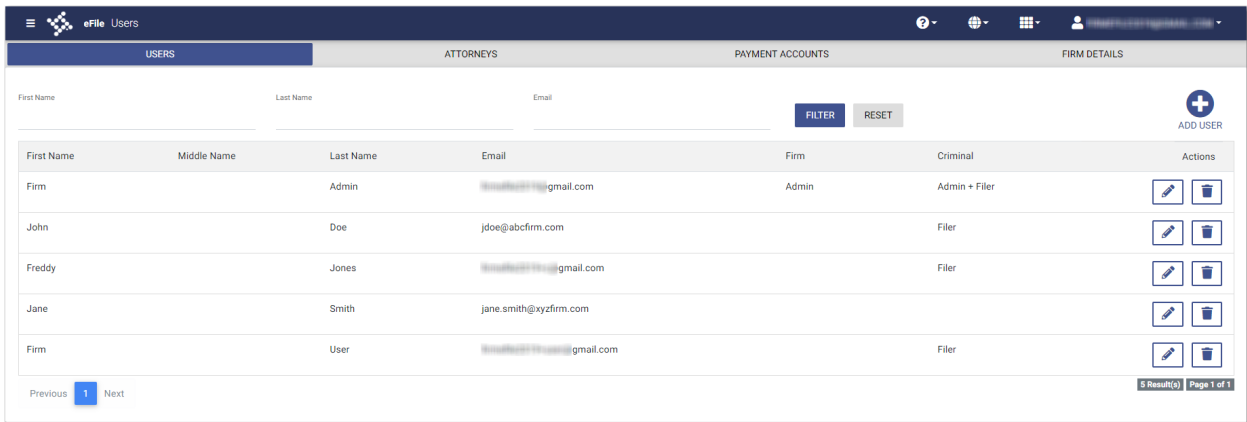 eFile Users
USERS ATTORNEYS PAYMENT ACCOUNTS FIRM DETAILS
First Name Last Name Email
FILTER RESET
ADD USER
First Name Middle Name Last Name Email Firm Criminal Actions
Firm Admin gmail.com Admin Admin + Filer
John Doe jdoe@abcfirm.com Filer
Freddy Jones gmail.com Filer
Jane Smith jane.smith@xyzfirm.com
Firm User gmail.com Filer
Previous 1 Next 5 Result(s) Page 1 of 1